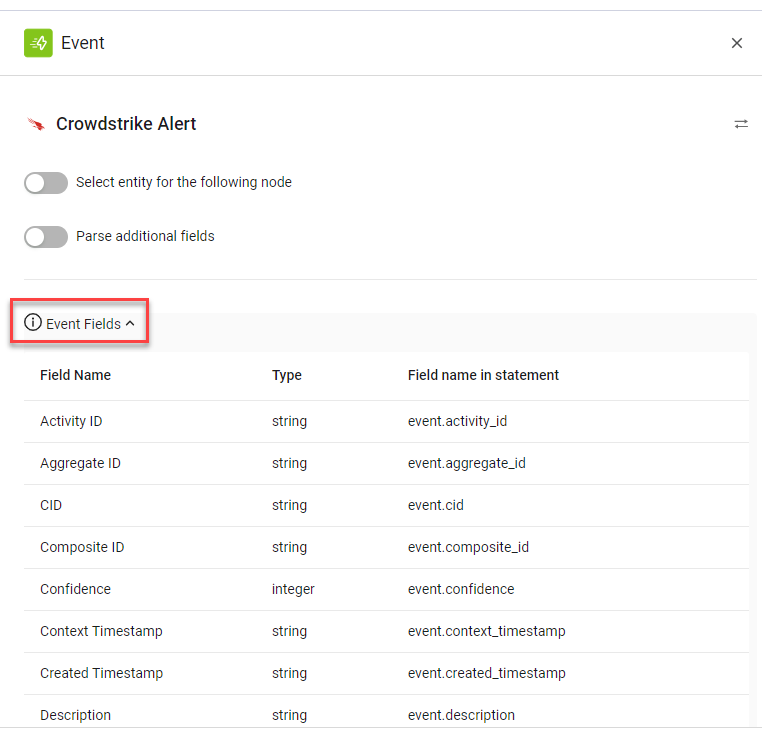 Event
Crowdstrike Alert
Select entity for the following node
Parse additional fields
Event Fields
Field Name Type Field name in statement
Activity ID string event.activity_id
Aggregate ID string event.aggregate_id
CID string event.cid
Composite ID string event.composite_id
Confidence integer event.confidence
Context Timestamp string event.context_timestamp
Created Timestamp string event.created_timestamp
Description string event.description